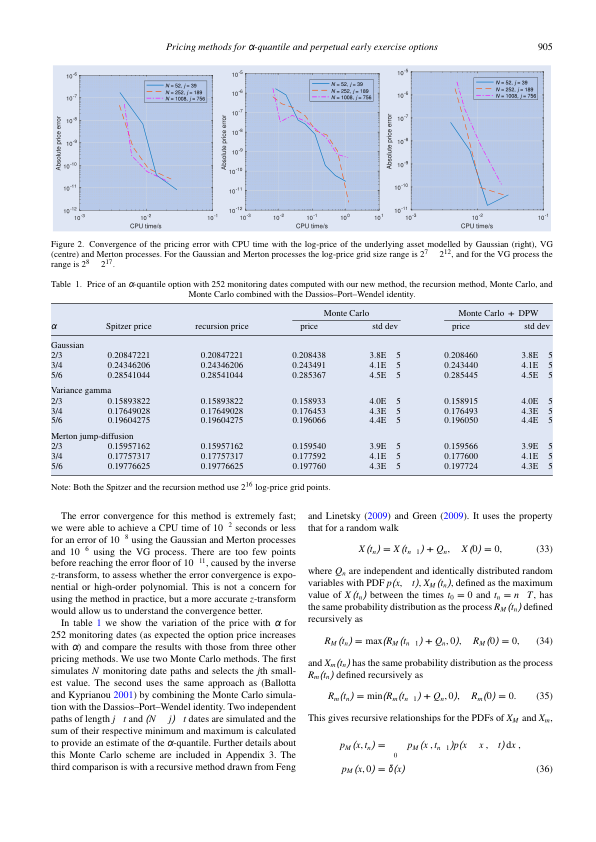 Pricing methods for α-quantile and perpetual early exercise options 905
10^-5
10^-6
10^-7
10^-8
10^-9
10^-10
10^-11
10^-12
Absolute price error
10^-3
10^-2
10^-1
CPU time/s
N = 52, j = 39
N = 252, j = 189
N = 1008, j = 756
10^-5
10^-6
10^-7
10^-8
10^-9
10^-10
10^-11
10^-12
Absolute price error
10^-3
10^-2
10^-1
10^0
10^1
CPU time/s
N = 52, j = 39
N = 252, j = 189
N = 1008, j = 756
10^-5
10^-6
10^-7
10^-8
10^-9
10^-10
10^-11
Absolute price error
10^-3
10^-2
10^-1
CPU time/s
N = 52, j = 39
N = 252, j = 189
N = 1008, j = 756
Figure 2. Convergence of the pricing error with CPU time with the log-price of the underlying asset modelled by Gaussian (right), VG
(centre) and Merton processes. For the Gaussian and Merton processes the log-price grid size range is 2^7 2^12, and for the VG process the
range is 2^8 2^17.
Table 1. Price of an α-quantile option with 252 monitoring dates computed with our new method, the recursion method, Monte Carlo, and
Monte Carlo combined with the Dassios–Port–Wendel identity.
Monte Carlo Monte Carlo + DPW
α Spitzer price recursion price price std dev price std dev
Gaussian
2/3 0.20847221 0.20847221 0.208438 3.8E 5 0.208460 3.8E 5
3/4 0.24346206 0.24346206 0.243491 4.1E 5 0.243440 4.1E 5
5/6 0.28541044 0.28541044 0.285367 4.5E 5 0.285445 4.5E 5
Variance gamma
2/3 0.15893822 0.15893822 0.158933 4.0E 5 0.158915 4.0E 5
3/4 0.17649028 0.17649028 0.176453 4.3E 5 0.176493 4.3E 5
5/6 0.19604275 0.19604275 0.196066 4.4E 5 0.196050 4.4E 5
Merton jump-diffusion
2/3 0.15957162 0.15957162 0.159540 3.9E 5 0.159566 3.9E 5
3/4 0.17757317 0.17757317 0.177592 4.1E 5 0.177600 4.1E 5
5/6 0.19776625 0.19776625 0.197760 4.3E 5 0.197724 4.3E 5
Note: Both the Spitzer and the recursion method use 2^16 log-price grid points.
The error convergence for this method is extremely fast;
we were able to achieve a CPU time of 10 ^2 seconds or less
for an error of 10 ^8 using the Gaussian and Merton processes
and 10 ^6 using the VG process. There are too few points
before reaching the error floor of 10 ^11, caused by the inverse
z-transform, to assess whether the error convergence is expo-
nential or high-order polynomial. This is not a concern for
using the method in practice, but a more accurate z-transform
would allow us to understand the convergence better.
In table 1 we show the variation of the price with α for
252 monitoring dates (as expected the option price increases
with α) and compare the results with those from three other
pricing methods. We use two Monte Carlo methods. The first
simulates N monitoring date paths and selects the jth small-
est value. The second uses the same approach as (Ballotta
and Kyprianou 2001) by combining the Monte Carlo simula-
tion with the Dassios–Port–Wendel identity. Two independent
paths of length j t and (N j) t dates are simulated and the
sum of their respective minimum and maximum is calculated
to provide an estimate of the α-quantile. Further details about
this Monte Carlo scheme are included in Appendix 3. The
third comparison is with a recursive method drawn from Feng
and Linetsky (2009) and Green (2009). It uses the property
that for a random walk
X(t_n) = X(t_n 1) + Q_n, X(0) = 0, (33)
where Q_n are independent and identically distributed random
variables with PDF p(x, t), X_M(t_n), defined as the maximum
value of X(t_n) between the times t_0 = 0 and t_n = n T, has
the same probability distribution as the process R_M(t_n) defined
recursively as
R_M(t_n) = max(R_M(t_n 1) + Q_n, 0), R_M(0) = 0, (34)
and X_m(t_n) has the same probability distribution as the process
R_m(t_n) defined recursively as
R_m(t_n) = min(R_m(t_n 1) + Q_n, 0), R_m(0) = 0. (35)
This gives recursive relationships for the PDFs of X_M and X_m,
p_M(x, t_n) = _0 p_M(x , t_n 1)p(x x , t) dx ,
p_M(x, 0) = δ(x) (36)